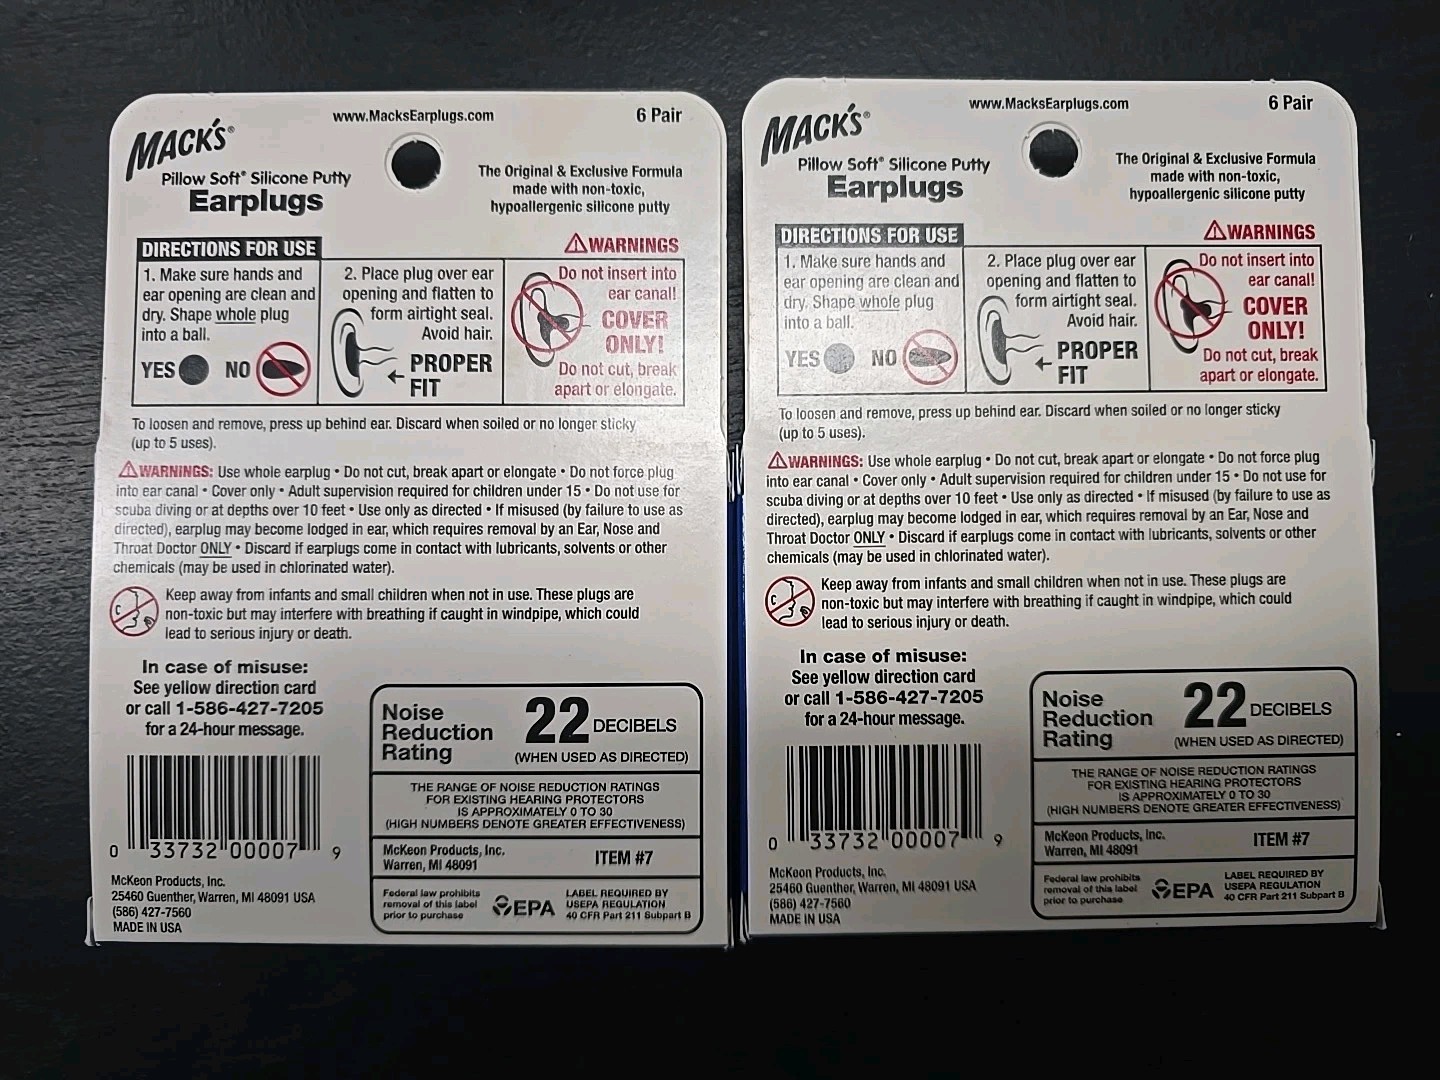 www.MacksEarplugs.com
6 Pair
MACK'S®
Pillow Soft® Silicone Putty
Earplugs
The Original & Exclusive Formula
made with non-toxic,
hypoallergenic silicone putty
DIRECTIONS FOR USE
1. Make sure hands and
ear opening are clean and
dry. Shape whole plug
into a ball.
YES NO
2. Place plug over ear
opening and flatten to
form airtight seal.
Avoid hair.
PROPER
FIT
WARNINGS
Do not insert into
ear canal!
COVER
ONLY!
Do not cut, break
apart or elongate.
To loosen and remove, press up behind ear. Discard when soiled or no longer sticky
(up to 5 uses).
WARNINGS: Use whole earplug • Do not cut, break apart or elongate • Do not force plug
into ear canal • Cover only • Adult supervision required for children under 15 • Do not use for
scuba diving or at depths over 10 feet • Use only as directed • If misused (by failure to use as
directed), earplug may become lodged in ear, which requires removal by an Ear, Nose and
Throat Doctor ONLY • Discard if earplugs come in contact with lubricants, solvents or other
chemicals (may be used in chlorinated water).
Keep away from infants and small children when not in use. These plugs are
non-toxic but may interfere with breathing if caught in windpipe, which could
lead to serious injury or death.
In case of misuse:
See yellow direction card
or call 1-586-427-7205
for a 24-hour message.
0 33732 00007 9
McKeon Products, Inc.
25460 Guenther, Warren, MI 48091 USA
(586) 427-7560
MADE IN USA
Noise
Reduction
Rating
22 DECIBELS
(WHEN USED AS DIRECTED)
THE RANGE OF NOISE REDUCTION RATINGS
FOR EXISTING HEARING PROTECTORS
IS APPROXIMATELY 0 TO 30
(HIGH NUMBERS DENOTE GREATER EFFECTIVENESS)
McKeon Products, Inc.
Warren, MI 48091
ITEM #7
Federal law prohibits
removal of this label
prior to purchase
EPA
LABEL REQUIRED BY
USEPA REGULATION
40 CFR Part 211 Subpart B
www.MacksEarplugs.com
6 Pair
MACK'S®
Pillow Soft® Silicone Putty
Earplugs
The Original & Exclusive Formula
made with non-toxic,
hypoallergenic silicone putty
DIRECTIONS FOR USE
1. Make sure hands and
ear opening are clean and
dry. Shape whole plug
into a ball.
YES NO
2. Place plug over ear
opening and flatten to
form airtight seal.
Avoid hair.
PROPER
FIT
WARNINGS
Do not insert into
ear canal!
COVER
ONLY!
Do not cut, break
apart or elongate.
To loosen and remove, press up behind ear. Discard when soiled or no longer sticky
(up to 5 uses).
WARNINGS: Use whole earplug • Do not cut, break apart or elongate • Do not force plug
into ear canal • Cover only • Adult supervision required for children under 15 • Do not use for
scuba diving or at depths over 10 feet • Use only as directed • If misused (by failure to use as
directed), earplug may become lodged in ear, which requires removal by an Ear, Nose and
Throat Doctor ONLY • Discard if earplugs come in contact with lubricants, solvents or other
chemicals (may be used in chlorinated water).
Keep away from infants and small children when not in use. These plugs are
non-toxic but may interfere with breathing if caught in windpipe, which could
lead to serious injury or death.
In case of misuse:
See yellow direction card
or call 1-586-427-7205
for a 24-hour message.
0 33732 00007 9
McKeon Products, Inc.
25460 Guenther, Warren, MI 48091 USA
(586) 427-7560
MADE IN USA
Noise
Reduction
Rating
22 DECIBELS
(WHEN USED AS DIRECTED)
THE RANGE OF NOISE REDUCTION RATINGS
FOR EXISTING HEARING PROTECTORS
IS APPROXIMATELY 0 TO 30
(HIGH NUMBERS DENOTE GREATER EFFECTIVENESS)
McKeon Products, Inc.
Warren, MI 48091
ITEM #7
Federal law prohibits
removal of this label
prior to purchase
EPA
LABEL REQUIRED BY
USEPA REGULATION
40 CFR Part 211 Subpart B